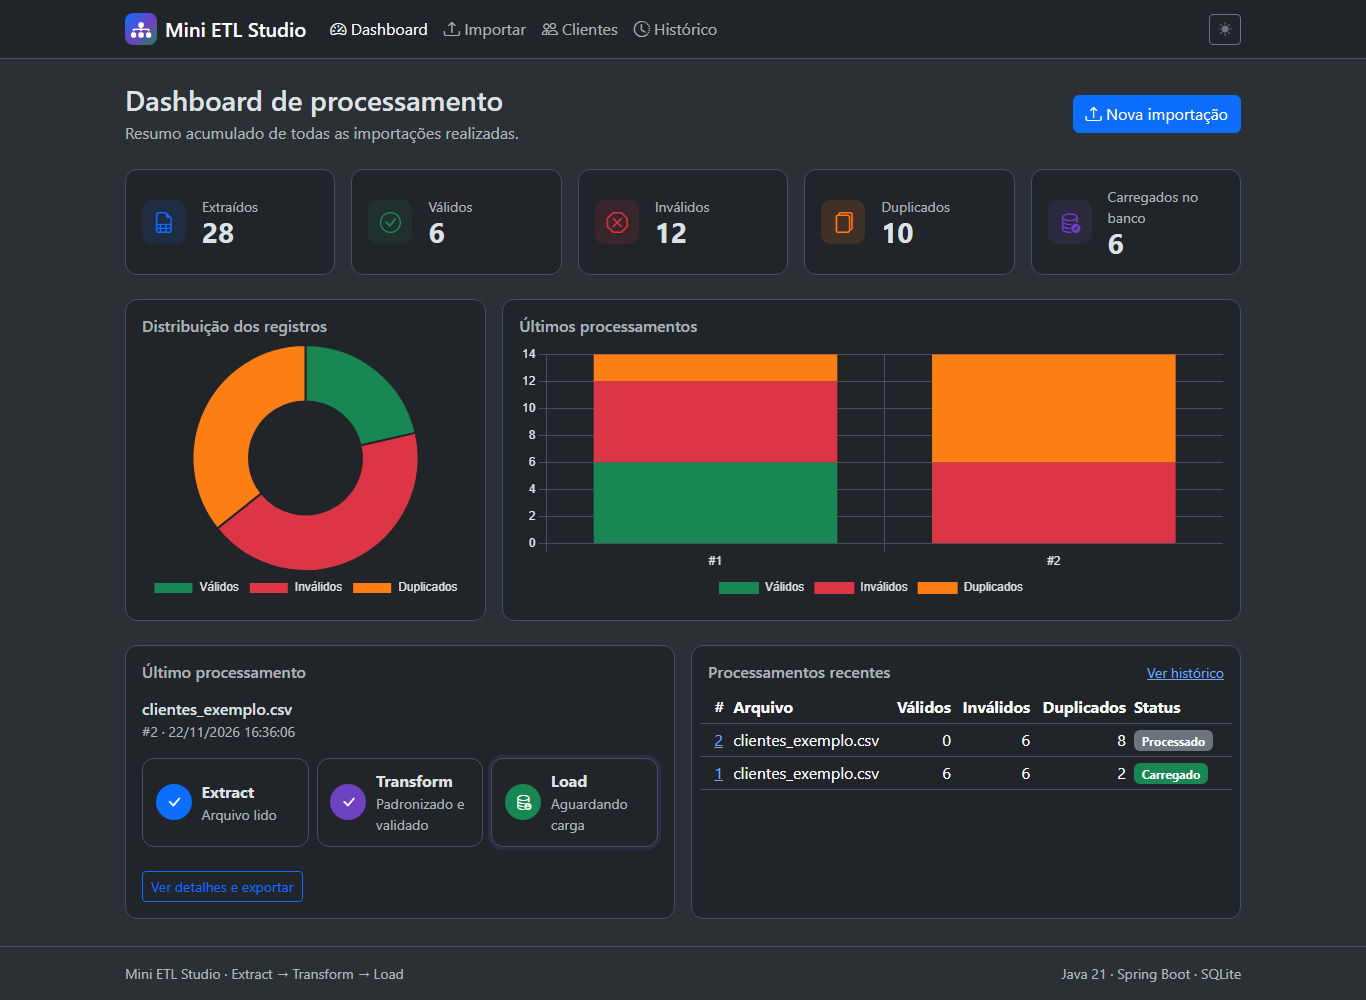 Mini ETL Studio Dashboard Importar Clientes Histórico
Dashboard de processamento
Resumo acumulado de todas as importações realizadas.
Nova importação
Extraídos
28
Válidos
6
Inválidos
12
Duplicados
10
Carregados no
banco
6
Distribuição dos registros
Válidos Inválidos Duplicados
Últimos processamentos
14
12
10
8
6
4
2
0
#1 #2
Válidos Inválidos Duplicados
Último processamento
clientes_exemplo.csv
#2 · 22/11/2026 16:36:06
Extract
Arquivo lido
Transform
Padronizado e
validado
Load
Aguardando
carga
Ver detalhes e exportar
Processamentos recentes
Ver histórico
# Arquivo Válidos Inválidos Duplicados Status
2 clientes_exemplo.csv 0 6 8 Processado
1 clientes_exemplo.csv 6 6 2 Carregado
Mini ETL Studio · Extract → Transform → Load
Java 21 · Spring Boot · SQLite